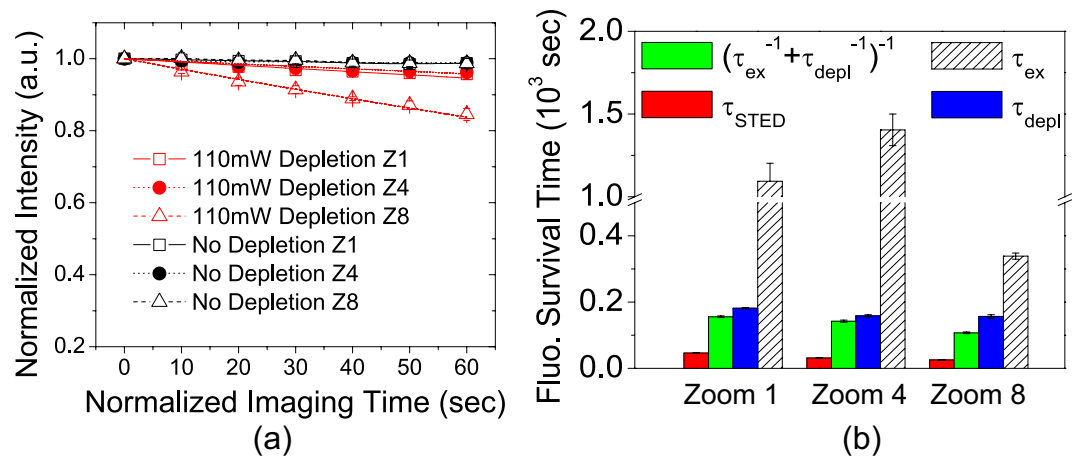 Normalized Intensity (a.u.)
1.0
0.8
0.6
0.4
0.2
110mW Depletion Z1
110mW Depletion Z4
110mW Depletion Z8
No Depletion Z1
No Depletion Z4
No Depletion Z8
0 10 20 30 40 50 60
Normalized Imaging Time (sec)
(a)
Fluo. Survival Time (10³ sec)
2.0
1.5
1.0
0.4
0.2
0.0
(τex⁻¹+τdepl⁻¹)⁻¹
τex
τSTED
τdepl
Zoom 1 Zoom 4 Zoom 8
(b)